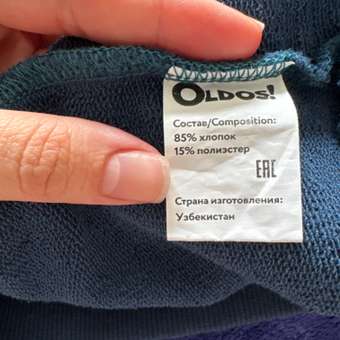 OLDOS!
Состав/Composition:
85% хлопок
15% полиэстер
EAC
Страна изготовления:
Узбекистан